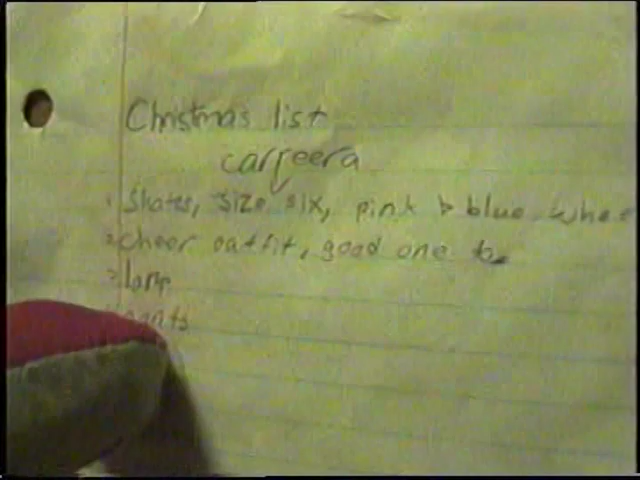 Christmas list
carreera
1 Skates, size six, pink & blue whee
2 cheer outfit, good one to
3 lamp
pants